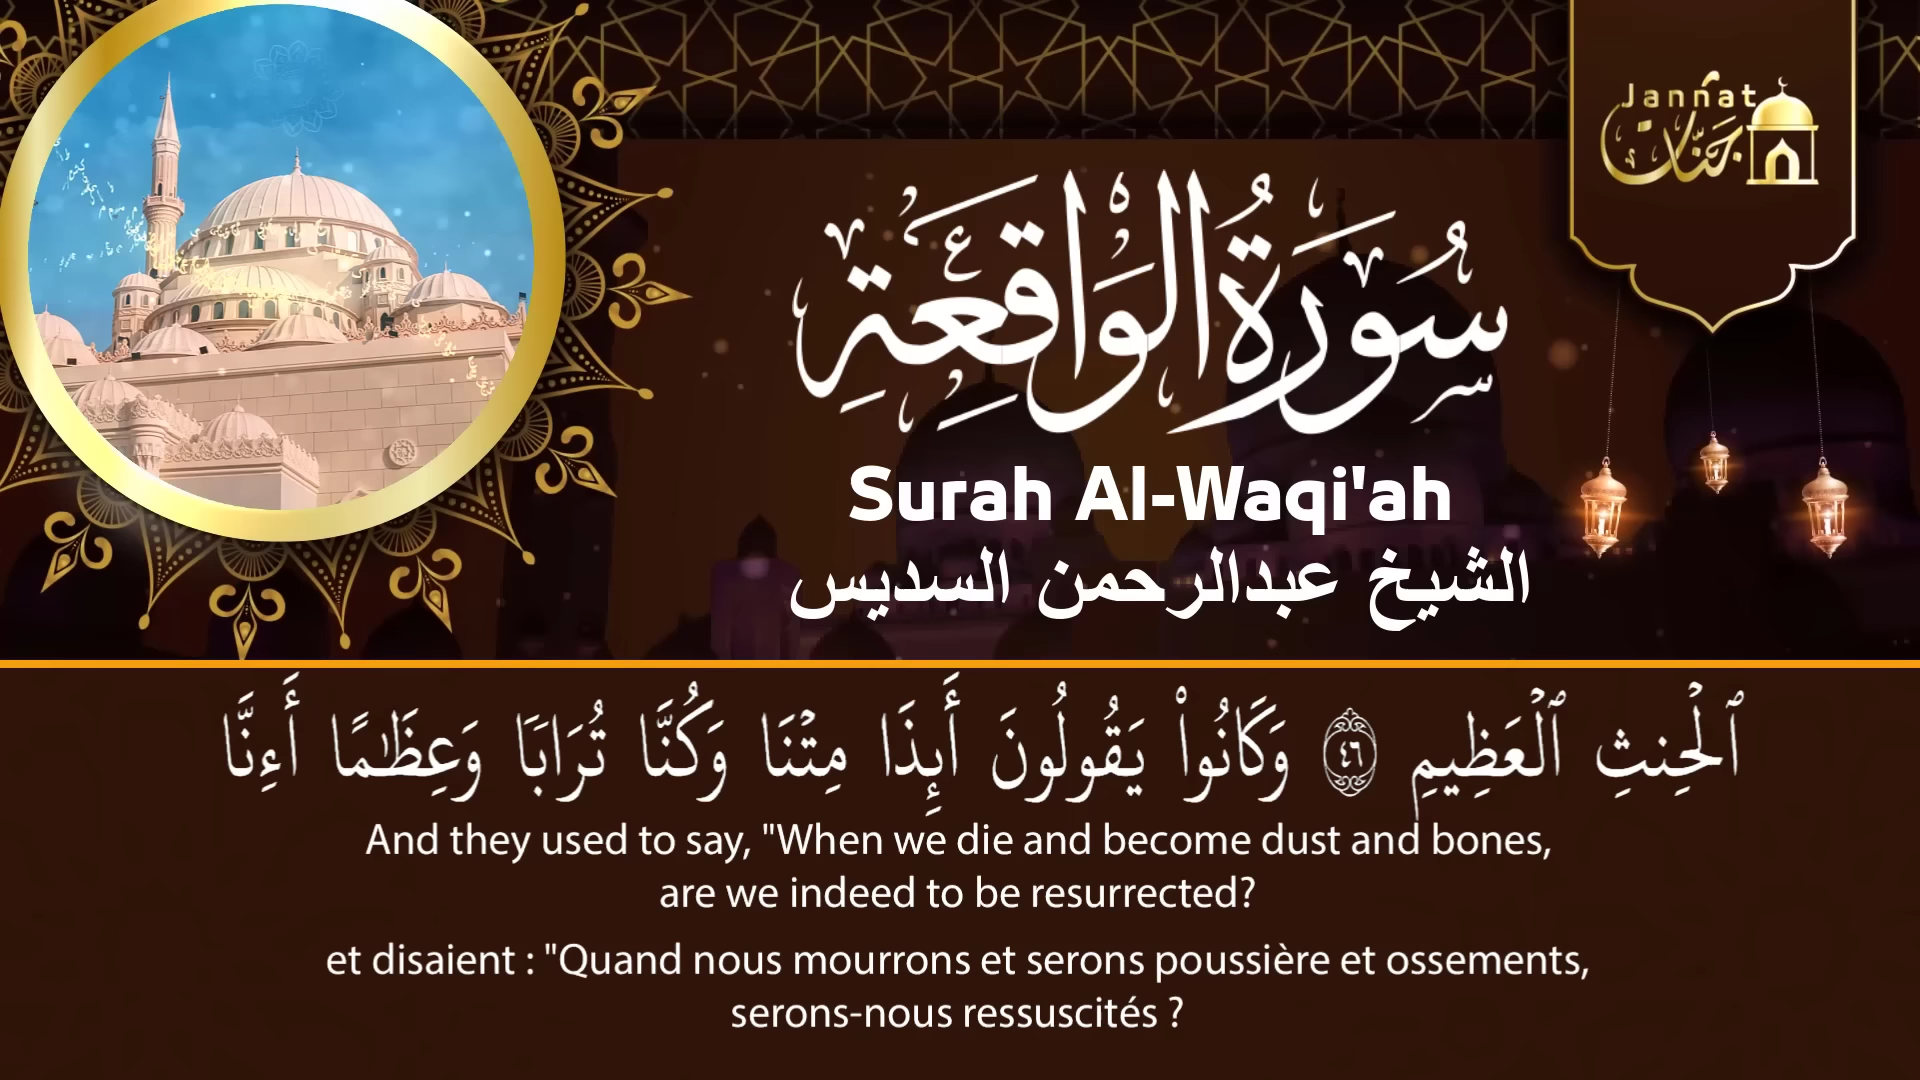 Jannat
جنات
سُورَةُ الوَاقِعَةِ
Surah Al-Waqi'ah
الشيخ عبدالرحمن السديس
ٱلْحِنثِ ٱلْعَظِيمِ ٤٦ وَكَانُوا۟ يَقُولُونَ أَئِذَا مِتْنَا وَكُنَّا تُرَابًا وَعِظَـٰمًا أَءِنَّا
And they used to say, "When we die and become dust and bones,
are we indeed to be resurrected?
et disaient : "Quand nous mourrons et serons poussière et ossements,
serons-nous ressuscités ?